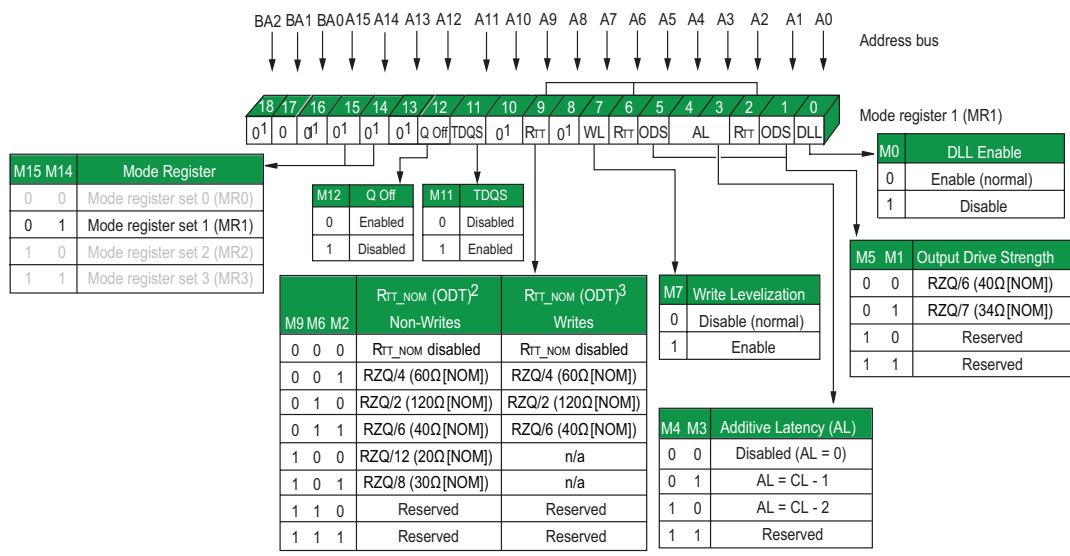 BA2 BA1 BA0 A15 A14 A13 A12 A11 A10 A9 A8 A7 A6 A5 A4 A3 A2 A1 A0
Address bus
18 17 16 15 14 13 12 11 10 9 8 7 6 5 4 3 2 1 0
0¹ 0 0¹ 0¹ 0¹ 0¹ Q Off TDQS 0¹ RTT 0¹ WL RTT ODS AL RTT ODS DLL
Mode register 1 (MR1)
M15 M14 Mode Register
0 0 Mode register set 0 (MR0)
0 1 Mode register set 1 (MR1)
1 0 Mode register set 2 (MR2)
1 1 Mode register set 3 (MR3)
M12 Q Off
0 Enabled
1 Disabled
M11 TDQS
0 Disabled
1 Enabled
M0 DLL Enable
0 Enable (normal)
1 Disable
M5 M1 Output Drive Strength
0 0 RZQ/6 (40Ω[NOM])
0 1 RZQ/7 (34Ω[NOM])
1 0 Reserved
1 1 Reserved
M7 Write Levelization
0 Disable (normal)
1 Enable
RTT_NOM (ODT)² RTT_NOM (ODT)³
M9 M6 M2 Non-Writes Writes
0 0 0 RTT_NOM disabled RTT_NOM disabled
0 0 1 RZQ/4 (60Ω[NOM]) RZQ/4 (60Ω[NOM])
0 1 0 RZQ/2 (120Ω[NOM]) RZQ/2 (120Ω[NOM])
0 1 1 RZQ/6 (40Ω[NOM]) RZQ/6 (40Ω[NOM])
1 0 0 RZQ/12 (20Ω[NOM]) n/a
1 0 1 RZQ/8 (30Ω[NOM]) n/a
1 1 0 Reserved Reserved
1 1 1 Reserved Reserved
M4 M3 Additive Latency (AL)
0 0 Disabled (AL = 0)
0 1 AL = CL - 1
1 0 AL = CL - 2
1 1 Reserved